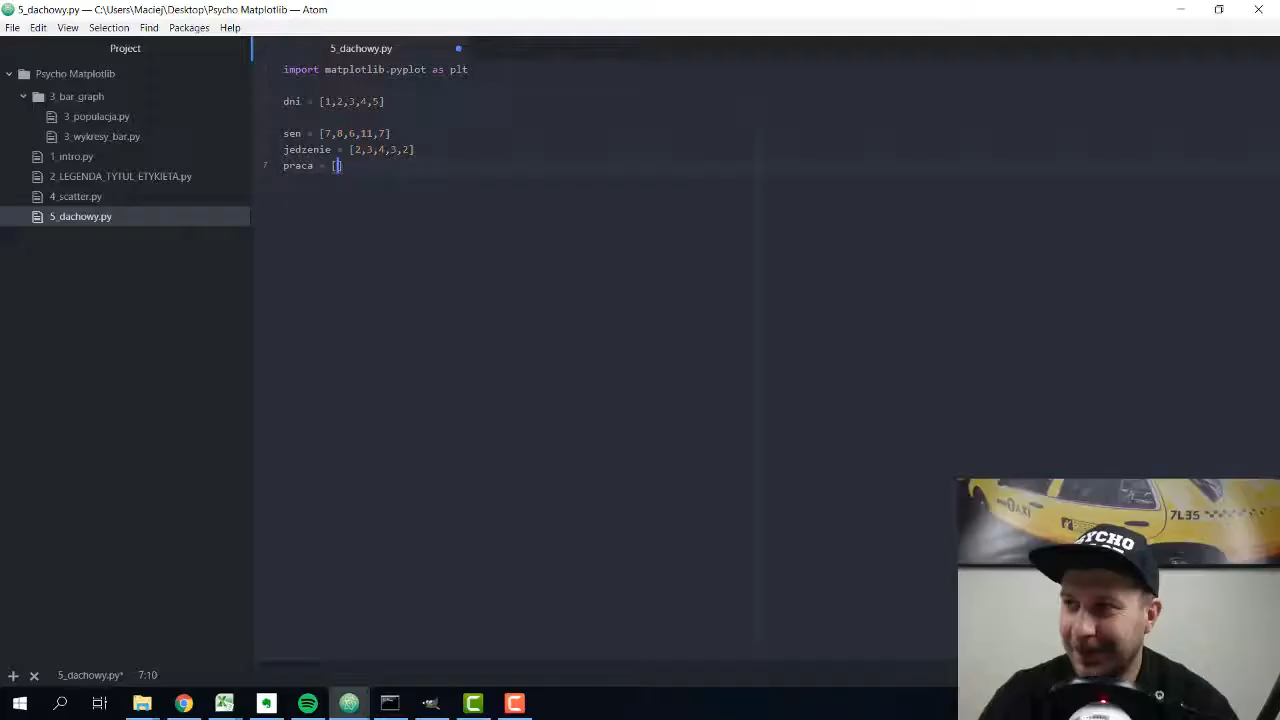 5_dachowy.py — C:\Users\Maciej\Desktop\Psycho Matplotlib — Atom
File Edit View Selection Find Packages Help
Project
5_dachowy.py
Psycho Matplotlib
3_bar_graph
3_populacja.py
3_wykresy_bar.py
1_intro.py
2_LEGENDA_TYTUL_ETYKIETA.py
4_scatter.py
5_dachowy.py
import matplotlib.pyplot as plt
dni = [1,2,3,4,5]
sen = [7,8,6,11,7]
jedzenie = [2,3,4,3,2]
7 praca = []
TAXI
7L35
5_dachowy.py* 7:10